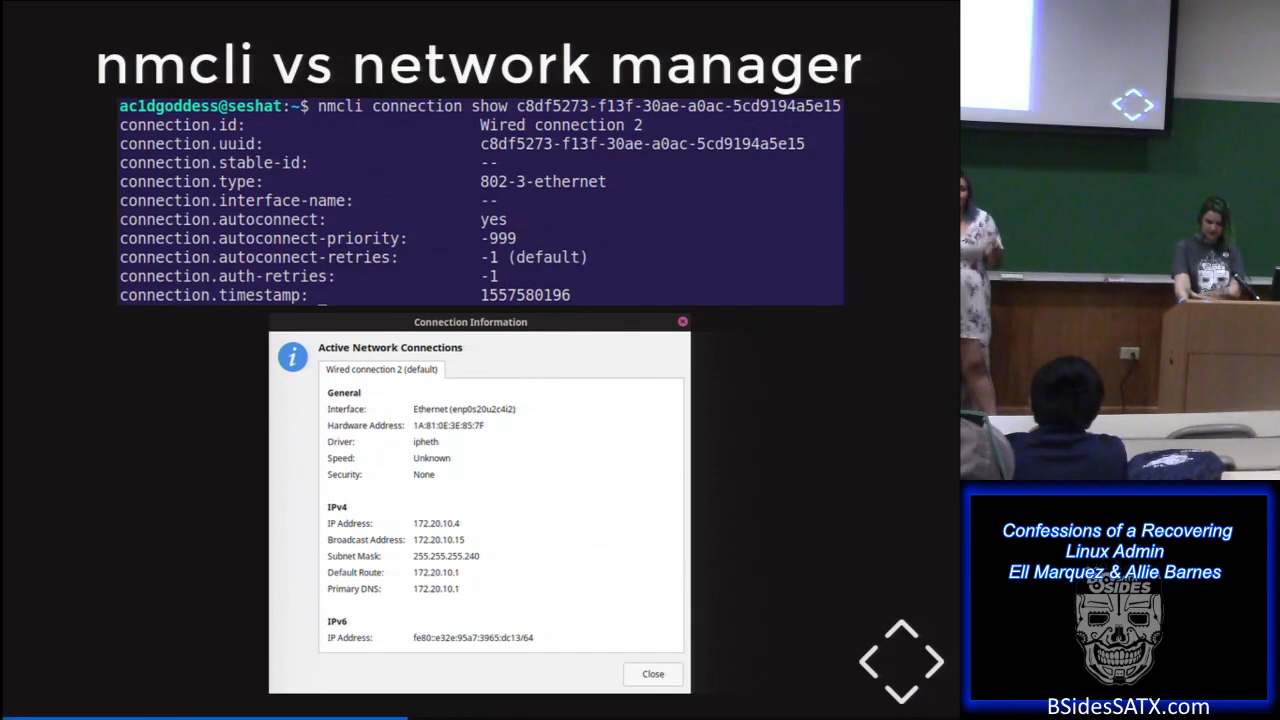 nmcli vs network manager
ac1dgoddess@seshat:~$ nmcli connection show c8df5273-f13f-30ae-a0ac-5cd9194a5e15
connection.id: Wired connection 2
connection.uuid: c8df5273-f13f-30ae-a0ac-5cd9194a5e15
connection.stable-id: --
connection.type: 802-3-ethernet
connection.interface-name: --
connection.autoconnect: yes
connection.autoconnect-priority: -999
connection.autoconnect-retries: -1 (default)
connection.auth-retries: -1
connection.timestamp: _ 1557580196
Connection Information
Active Network Connections
Wired connection 2 (default)
General
Interface: Ethernet (enp0s20u2c4i2)
Hardware Address: 1A:81:0E:3E:85:7F
Driver: ipheth
Speed: Unknown
Security: None
IPv4
IP Address: 172.20.10.4
Broadcast Address: 172.20.10.15
Subnet Mask: 255.255.255.240
Default Route: 172.20.10.1
Primary DNS: 172.20.10.1
IPv6
IP Address: fe80::e32e:95a7:3965:dc13/64
Close
Confessions of a Recovering
Linux Admin
Ell Marquez & Allie Barnes
BSIDES
BSidesSATX.com